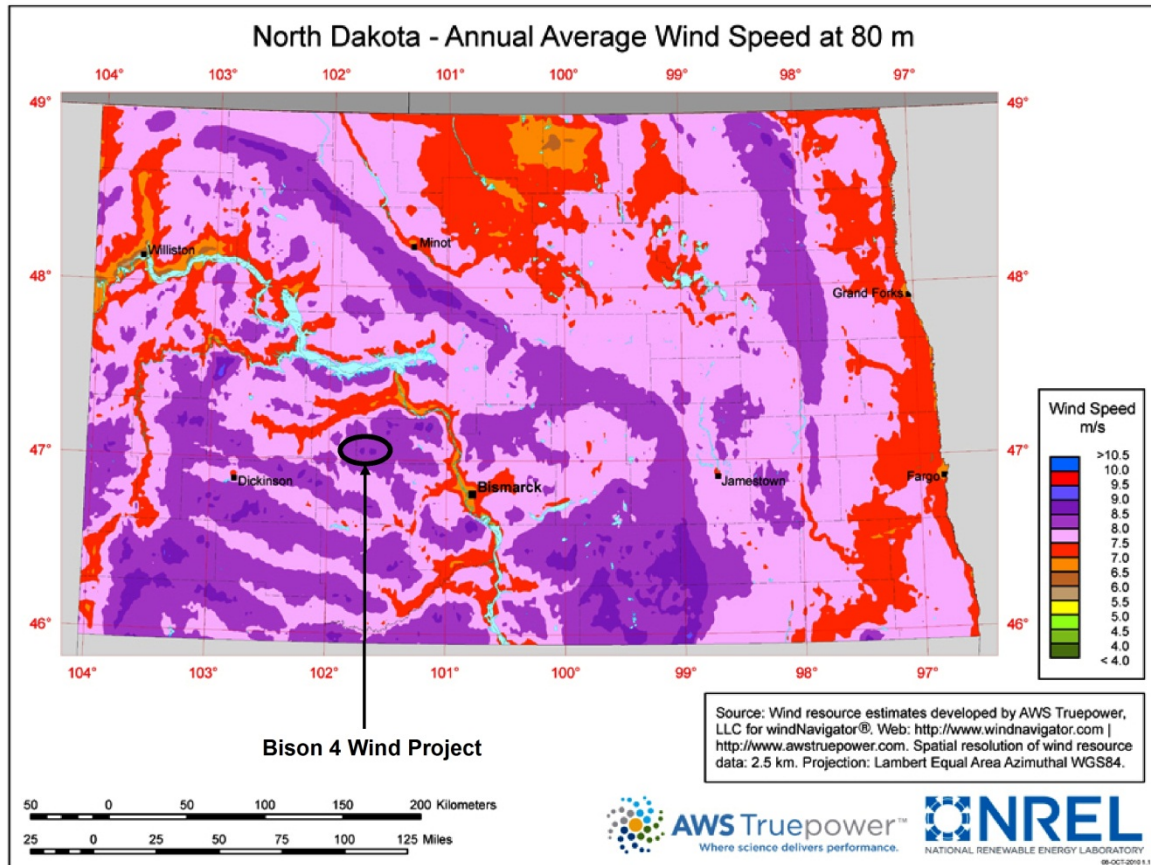 North Dakota - Annual Average Wind Speed at 80 m
104° 103° 102° 101° 100° 99° 98° 97°
49° 49°
Minot
Williston
48° 48°
Grand Forks
47° 47°
Dickinson
Bismarck
Jamestown
Fargo
46° 46°
104° 103° 102° 101° 100° 99° 98° 97°
Bison 4 Wind Project
Wind Speed
m/s
>10.5
10.0
9.5
9.0
8.5
8.0
7.5
7.0
6.5
6.0
5.5
5.0
4.5
< 4.0
Source: Wind resource estimates developed by AWS Truepower,
LLC for windNavigator®. Web: http://www.windnavigator.com |
http://www.awstruepower.com. Spatial resolution of wind resource
data: 2.5 km. Projection: Lambert Equal Area Azimuthal WGS84.
50 0 50 100 150 200 Kilometers
25 0 25 50 75 100 125 Miles
AWS Truepower™
Where science delivers performance.
NREL
NATIONAL RENEWABLE ENERGY LABORATORY
06-OCT-2010 1.1